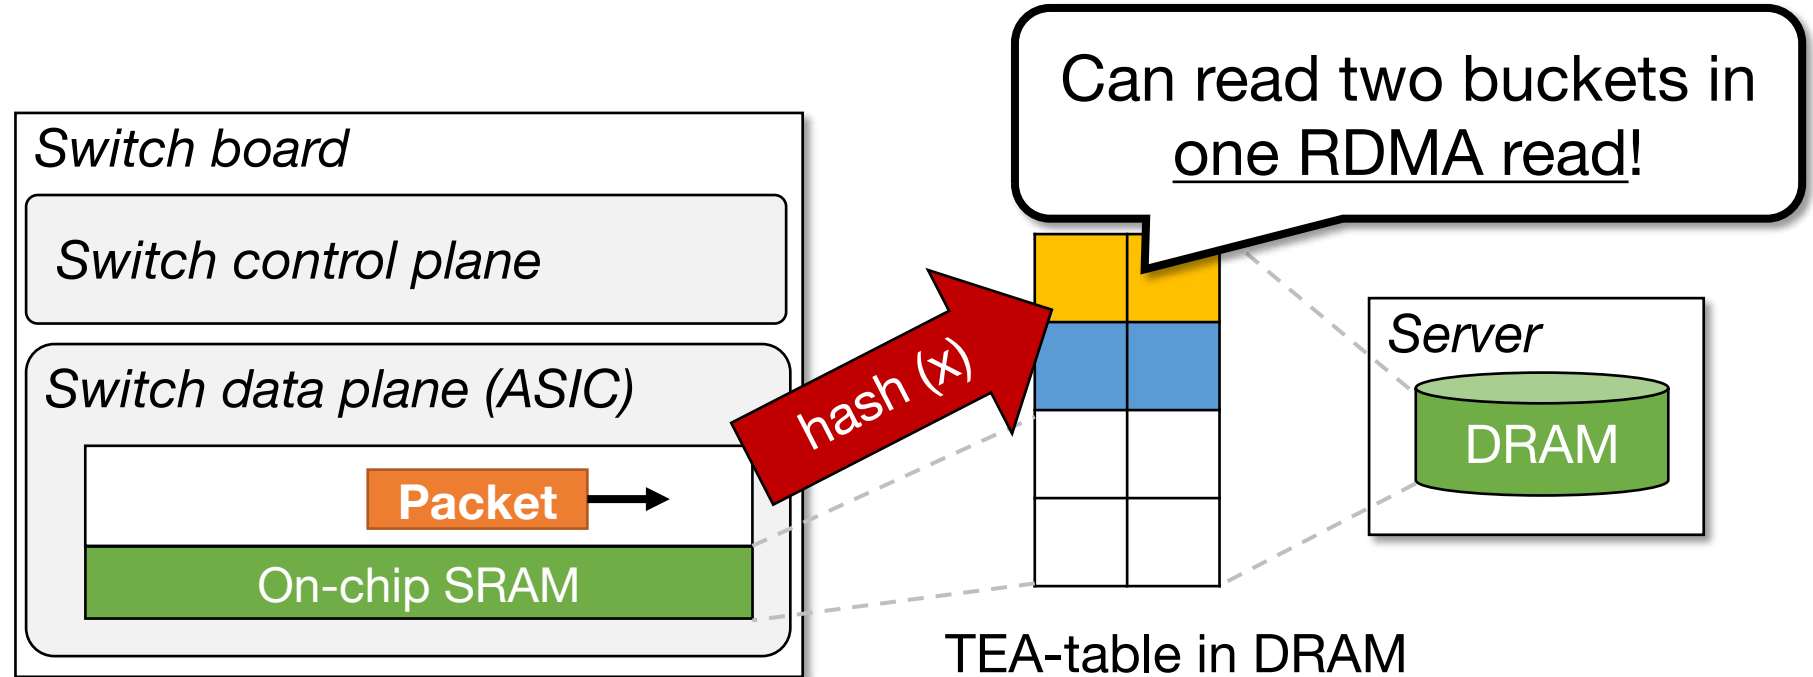 Can read two buckets in
one RDMA read!
Switch board
Switch control plane
Switch data plane (ASIC)
Packet
On-chip SRAM
hash (x)
Server
DRAM
TEA-table in DRAM